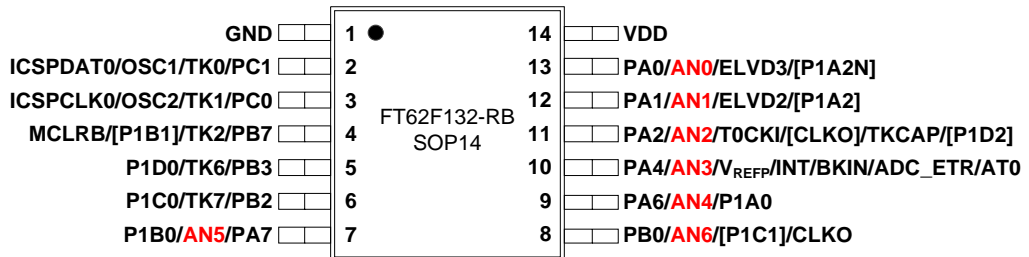 GND 1 14 VDD
ICSPDAT0/OSC1/TK0/PC1 2 13 PA0/AN0/ELVD3/[P1A2N]
ICSPCLK0/OSC2/TK1/PC0 3 12 PA1/AN1/ELVD2/[P1A2]
FT62F132-RB
SOP14
MCLRB/[P1B1]/TK2/PB7 4 11 PA2/AN2/T0CKI/[CLKO]/TKCAP/[P1D2]
P1D0/TK6/PB3 5 10 PA4/AN3/VREFP/INT/BKIN/ADC_ETR/AT0
P1C0/TK7/PB2 6 9 PA6/AN4/P1A0
P1B0/AN5/PA7 7 8 PB0/AN6/[P1C1]/CLKO